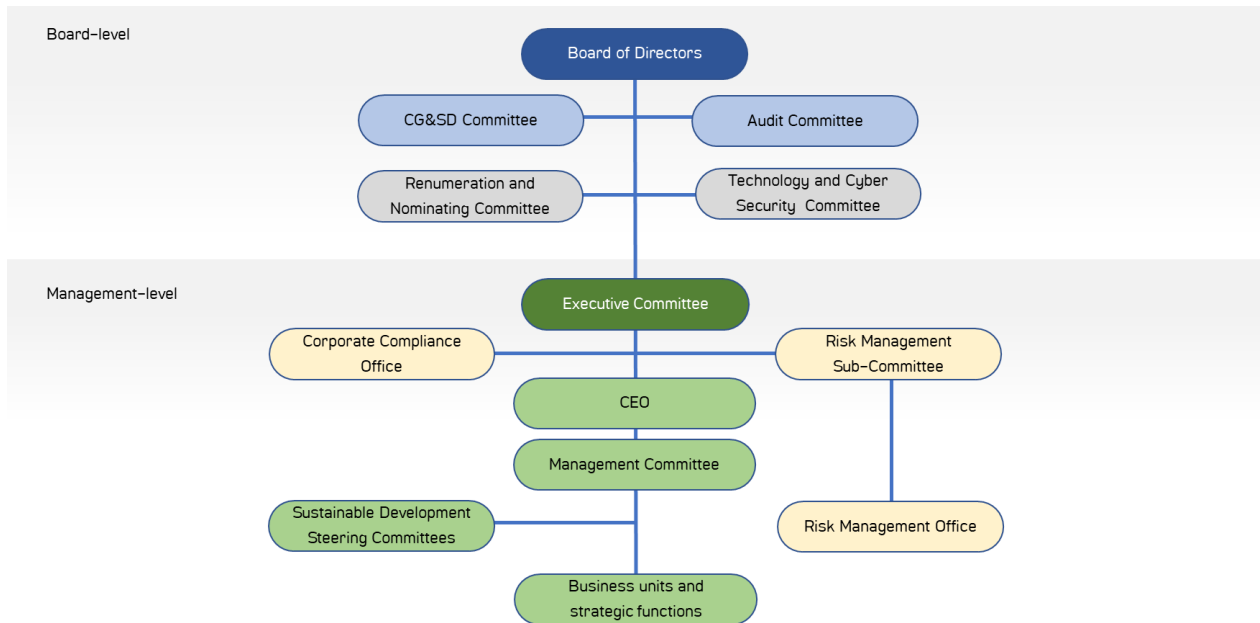 Board-level
Board of Directors
CG&SD Committee
Audit Committee
Renumeration and
Nominating Committee
Technology and Cyber
Security Committee
Management-level
Executive Committee
Corporate Compliance
Office
Risk Management
Sub-Committee
CEO
Management Committee
Sustainable Development
Steering Committees
Risk Management Office
Business units and
strategic functions